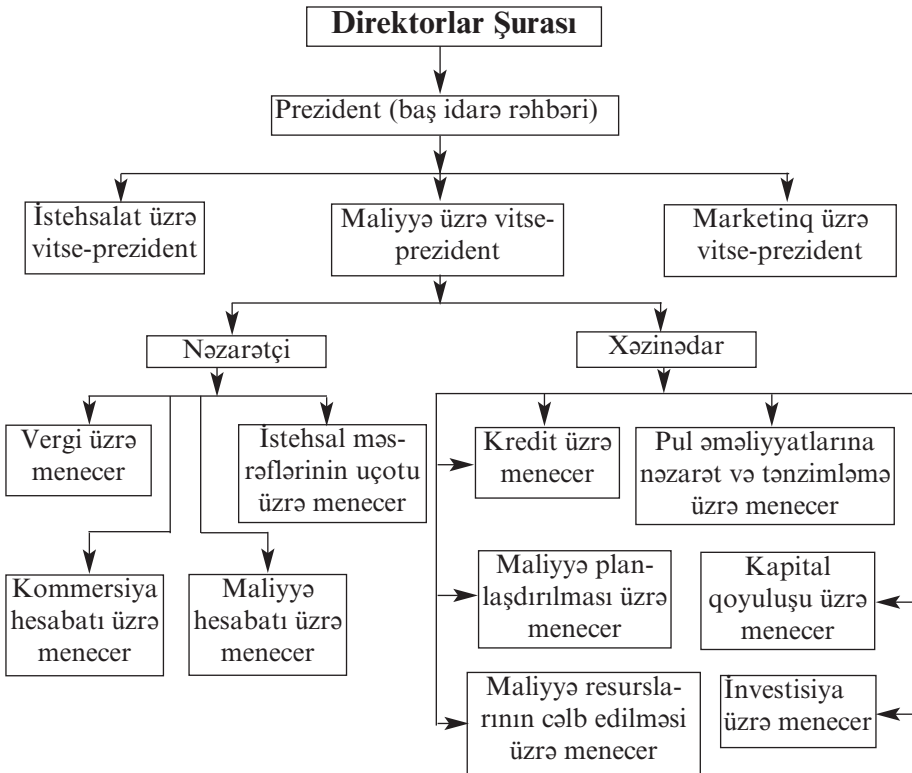 Direktorlar Şurası
Prezident (baş idarə rəhbəri)
İstehsalat üzrə
vitse-prezident
Maliyyə üzrə vitse-
prezident
Marketinq üzrə
vitse-prezident
Nəzarətçi
Xəzinədar
Vergi üzrə
menecer
İstehsal məs-
rəflərinin uçotu
üzrə menecer
Kredit üzrə
menecer
Pul əməliyyatlarına
nəzarət və tənzimləmə
üzrə menecer
Kommersiya
hesabatı üzrə
menecer
Maliyyə
hesabatı üzrə
menecer
Maliyyə plan-
laşdırılması üzrə
menecer
Kapital
qoyuluşu üzrə
menecer
Maliyyə resursla-
rının cəlb edilməsi
üzrə menecer
İnvestisiya
üzrə menecer